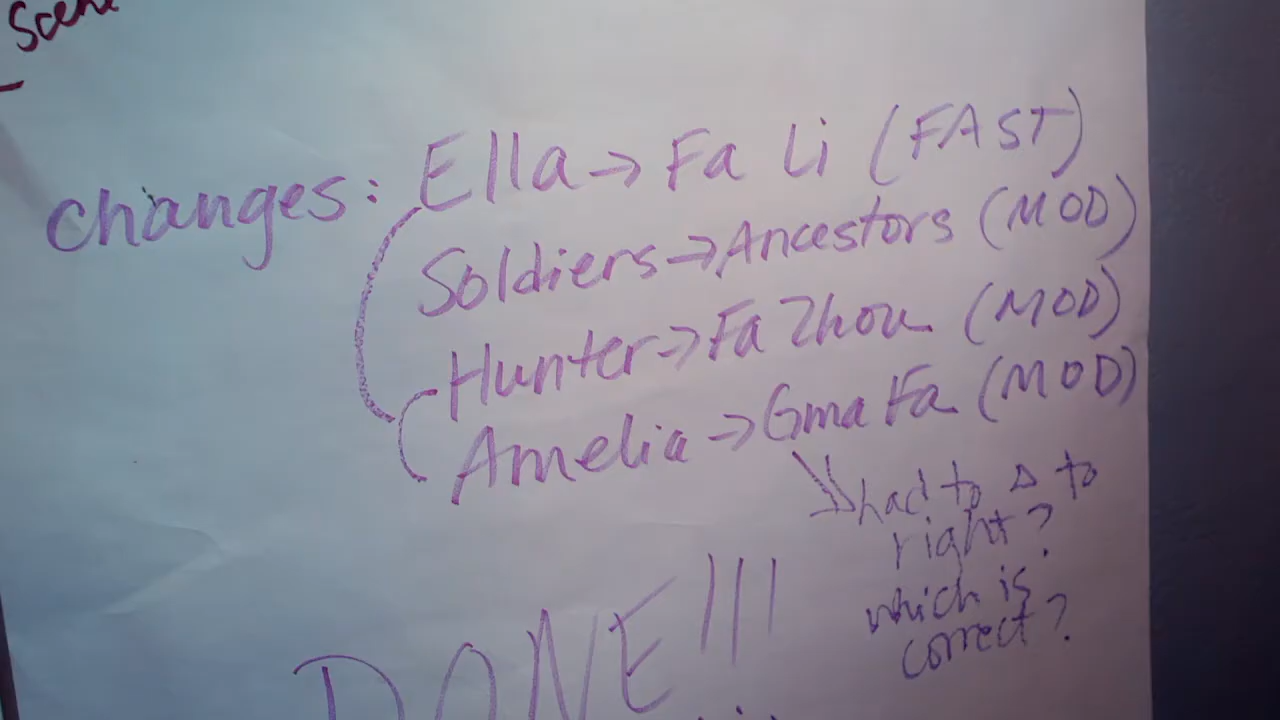 Scene
changes: Ella → Fa Li (FAST)
Soldiers → Ancestors (MOD)
Hunter → Fa Zhou (MOD)
Amelia → Gma Fa (MOD)
had to Δ to
right?
which is
correct?
DONE!!!